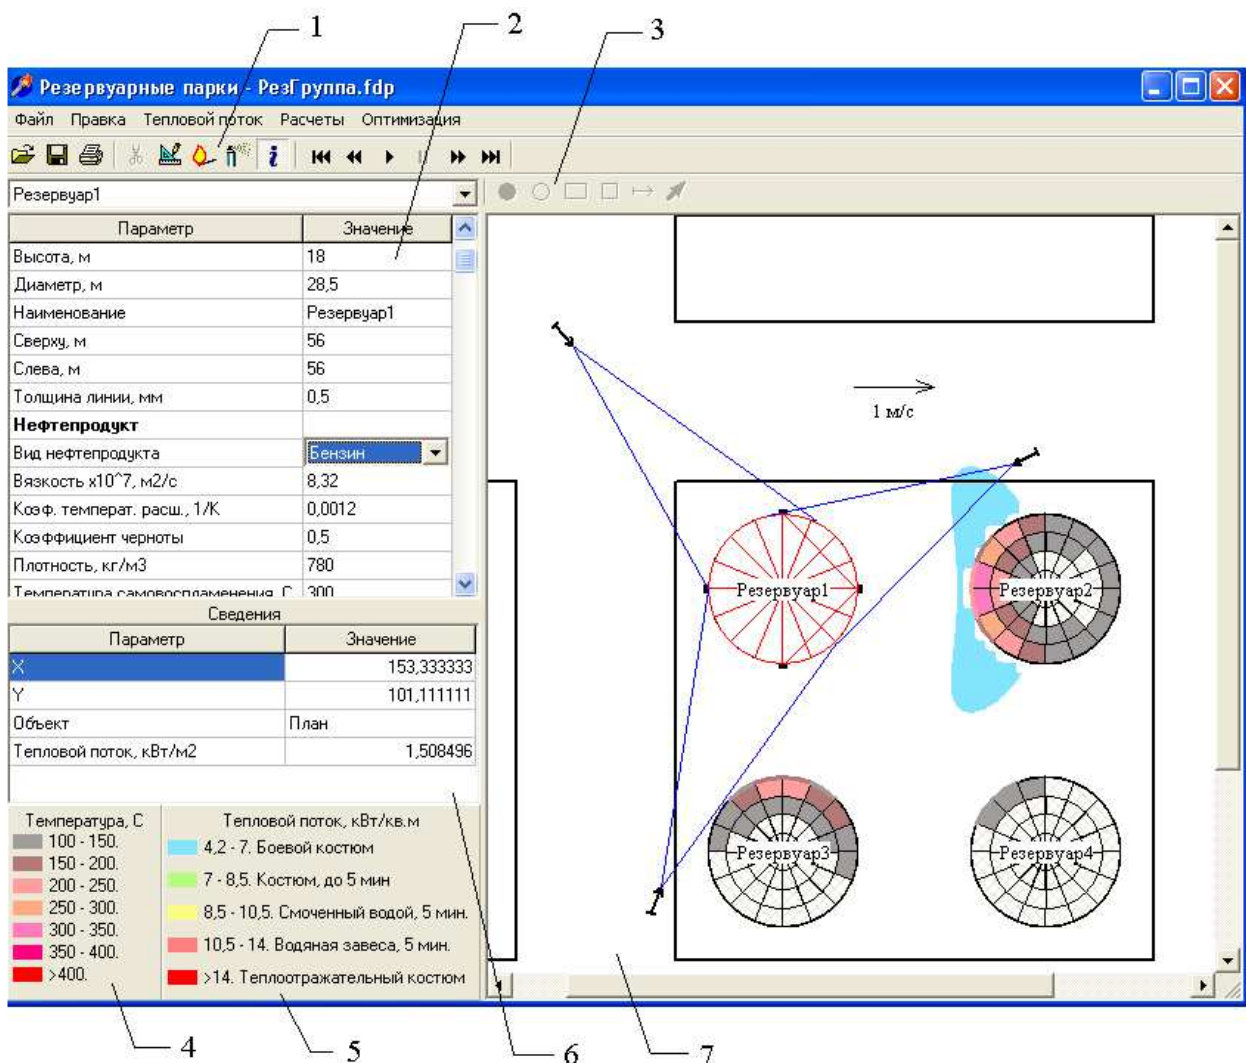 1
2
3
Резервуарные парки - РезГруппа.fdp
Файл Правка Тепловой поток Расчеты Оптимизация
Резервуар1
Параметр Значение
Высота, м 18
Диаметр, м 28,5
Наименование Резервуар1
Сверху, м 56
Слева, м 56
Толщина линии, мм 0,5
Нефтепродукт
Вид нефтепродукта Бензин
Вязкость x10^7, м2/с 8,32
Коэф. температ. расш., 1/К 0,0012
Коэффициент черноты 0,5
Плотность, кг/м3 780
Температура самовоспламенения, С 300
Сведения
Параметр Значение
X 153,333333
Y 101,111111
Объект План
Тепловой поток, кВт/м2 1,508496
Температура, С
100 - 150.
150 - 200.
200 - 250.
250 - 300.
300 - 350.
350 - 400.
>400.
Тепловой поток, кВт/кв.м
4,2 - 7. Боевой костюм
7 - 8,5. Костюм, до 5 мин
8,5 - 10,5. Смоченный водой, 5 мин.
10,5 - 14. Водяная завеса, 5 мин.
>14. Теплоотражательный костюм
1 м/с
Резервуар1
Резервуар2
Резервуар3
Резервуар4
4
5
6
7